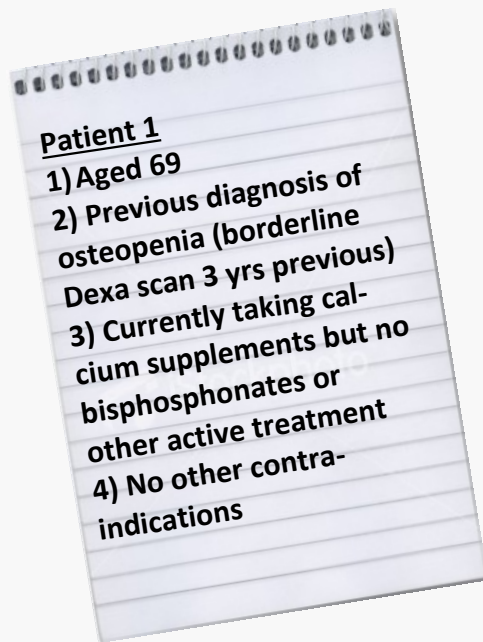 Patient 1
1)Aged 69
2) Previous diagnosis of
osteopenia (borderline
Dexa scan 3 yrs previous)
3) Currently taking cal-
cium supplements but no
bisphosphonates or
other active treatment
4) No other contra-
indications